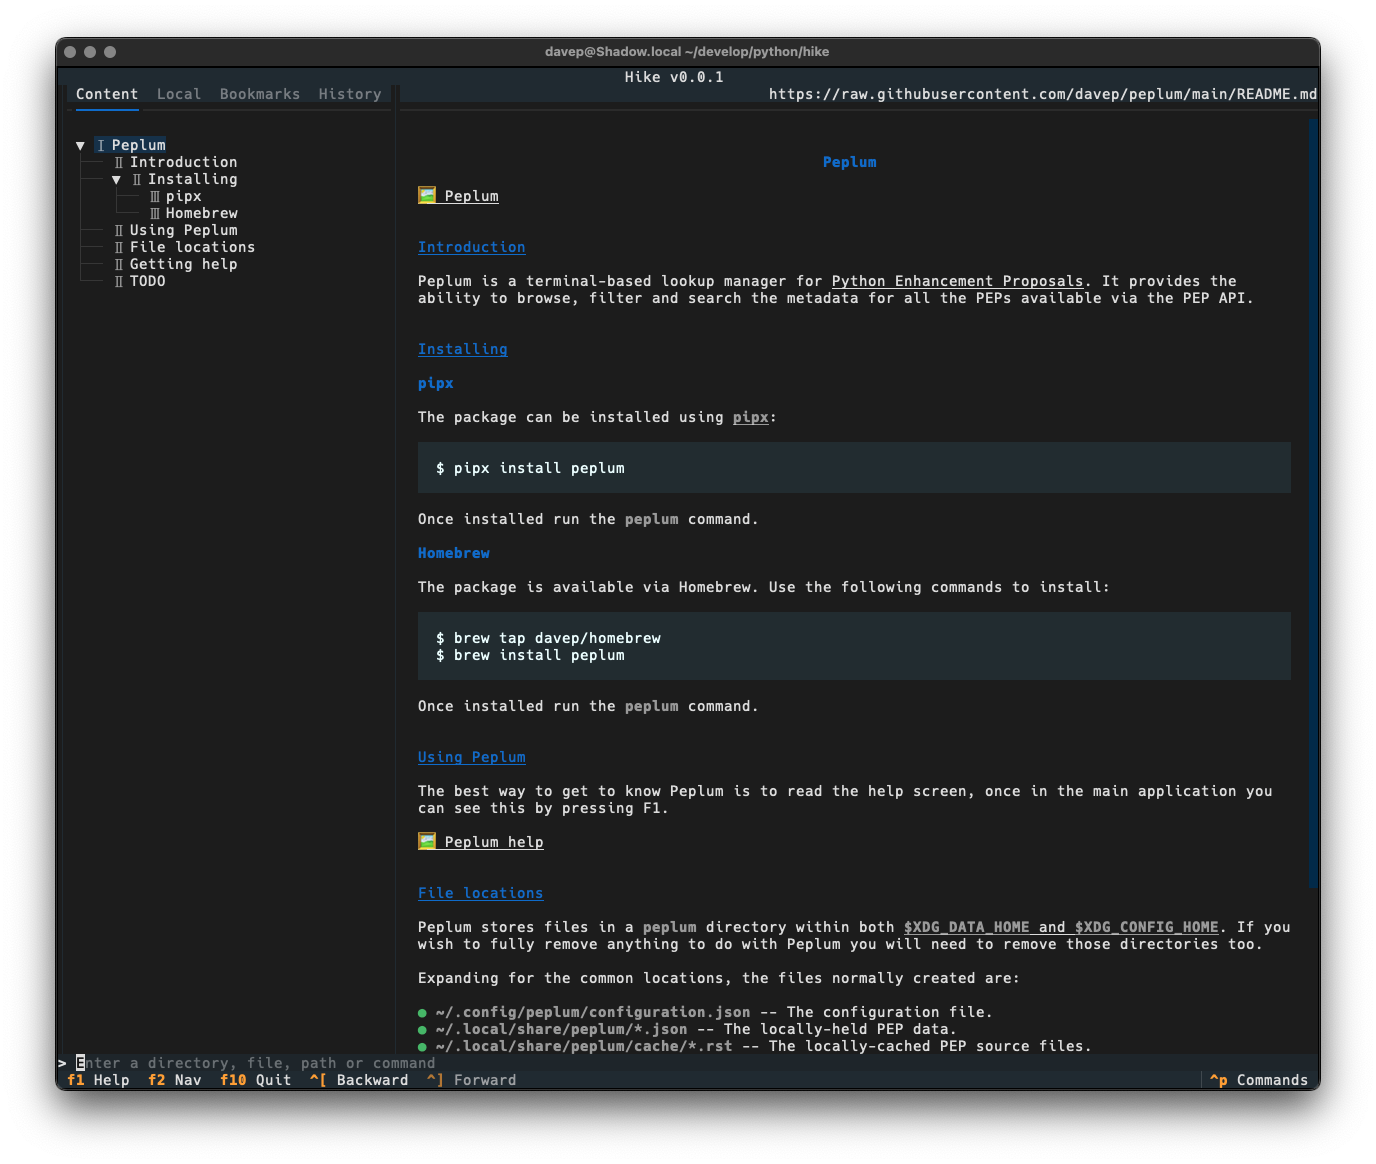 davep@Shadow.local ~/develop/python/hike
Hike v0.0.1
Content Local Bookmarks History
https://raw.githubusercontent.com/davep/peplum/main/README.md
▼ Ⅰ Peplum
Ⅱ Introduction
▼ Ⅱ Installing
Ⅲ pipx
Ⅲ Homebrew
Ⅱ Using Peplum
Ⅱ File locations
Ⅱ Getting help
Ⅱ TODO
Peplum
🖼 Peplum
Introduction
Peplum is a terminal-based lookup manager for Python Enhancement Proposals. It provides the
ability to browse, filter and search the metadata for all the PEPs available via the PEP API.
Installing
pipx
The package can be installed using pipx:
$ pipx install peplum
Once installed run the peplum command.
Homebrew
The package is available via Homebrew. Use the following commands to install:
$ brew tap davep/homebrew
$ brew install peplum
Once installed run the peplum command.
Using Peplum
The best way to get to know Peplum is to read the help screen, once in the main application you
can see this by pressing F1.
🖼 Peplum help
File locations
Peplum stores files in a peplum directory within both $XDG_DATA_HOME and $XDG_CONFIG_HOME. If you
wish to fully remove anything to do with Peplum you will need to remove those directories too.
Expanding for the common locations, the files normally created are:
● ~/.config/peplum/configuration.json -- The configuration file.
● ~/.local/share/peplum/*.json -- The locally-held PEP data.
● ~/.local/share/peplum/cache/*.rst -- The locally-cached PEP source files.
> Enter a directory, file, path or command
f1 Help f2 Nav f10 Quit ^[ Backward ^] Forward ^p Commands